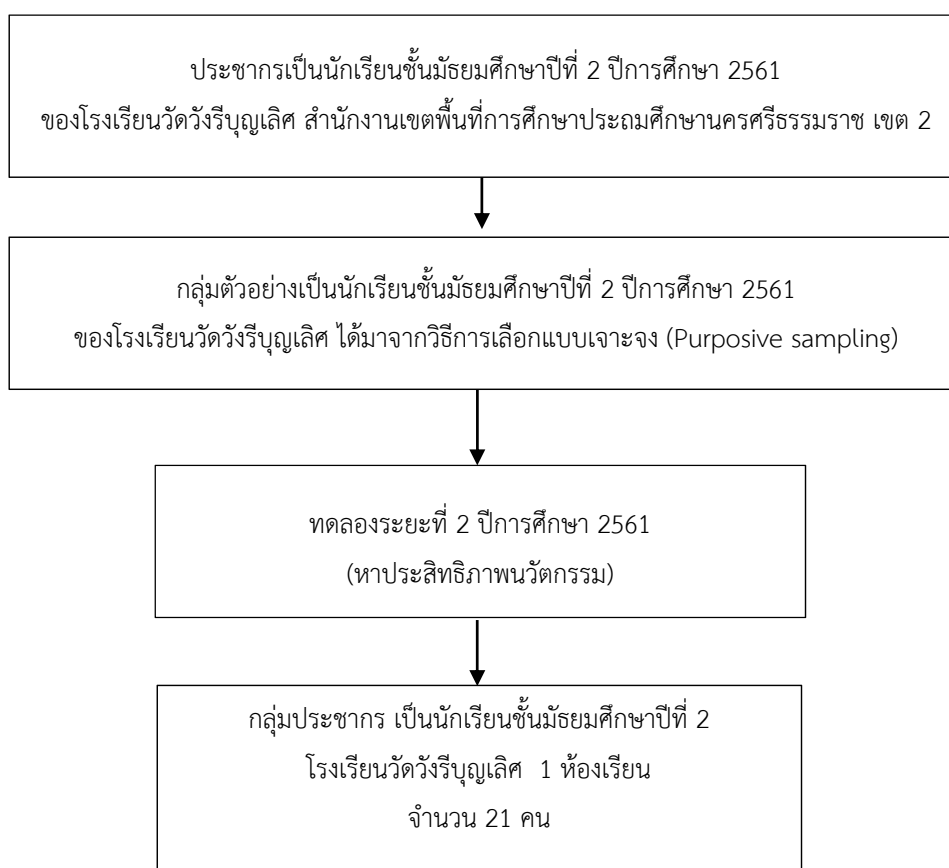 ประชากรเป็นนักเรียนชั้นมัธยมศึกษาปีที่ 2 ปีการศึกษา 2561
ของโรงเรียนวัดวังรีบุญเลิศ สำนักงานเขตพื้นที่การศึกษาประถมศึกษานครศรีธรรมราช เขต 2
กลุ่มตัวอย่างเป็นนักเรียนชั้นมัธยมศึกษาปีที่ 2 ปีการศึกษา 2561
ของโรงเรียนวัดวังรีบุญเลิศ ได้มาจากวิธีการเลือกแบบเจาะจง (Purposive sampling)
ทดลองระยะที่ 2 ปีการศึกษา 2561
(หาประสิทธิภาพนวัตกรรม)
กลุ่มประชากร เป็นนักเรียนชั้นมัธยมศึกษาปีที่ 2
โรงเรียนวัดวังรีบุญเลิศ 1 ห้องเรียน
จำนวน 21 คน